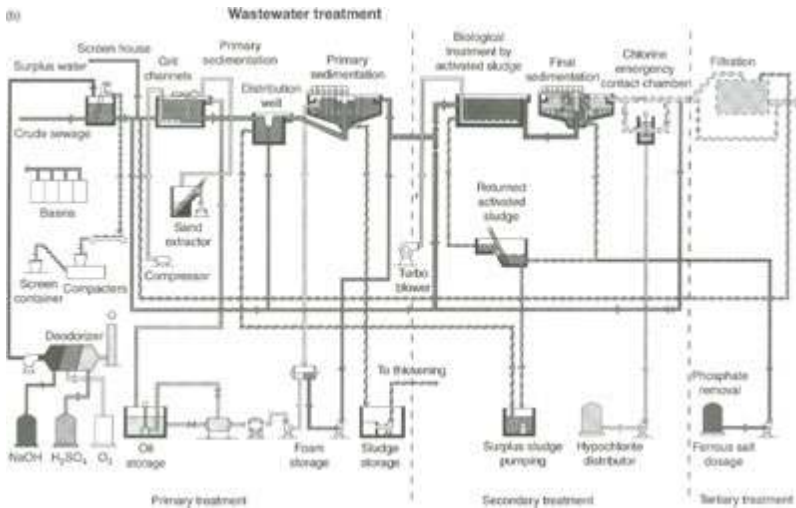 (b)
Wastewater treatment
Screen house
Surplus water
Grit
channels
Primary
sedimentation
Distribution
well
Primary
sedimentation
Biological
treatment by
activated sludge
Final
sedimentation
Chlorine
emergency
contact chamber
Filtration
Crude sewage
Basins
Sand
extractor
Returned
activated
sludge
Screen
container
Compacters
Compressor
Turbo
blower
Deodorizer
To thickening
Phosphate
removal
NaOH
H₂SO₄
O₃
Oil
storage
Foam
storage
Sludge
storage
Surplus sludge
pumping
Hypochlorite
distributor
Ferrous salt
dosage
Primary treatment
Secondary treatment
Tertiary treatment